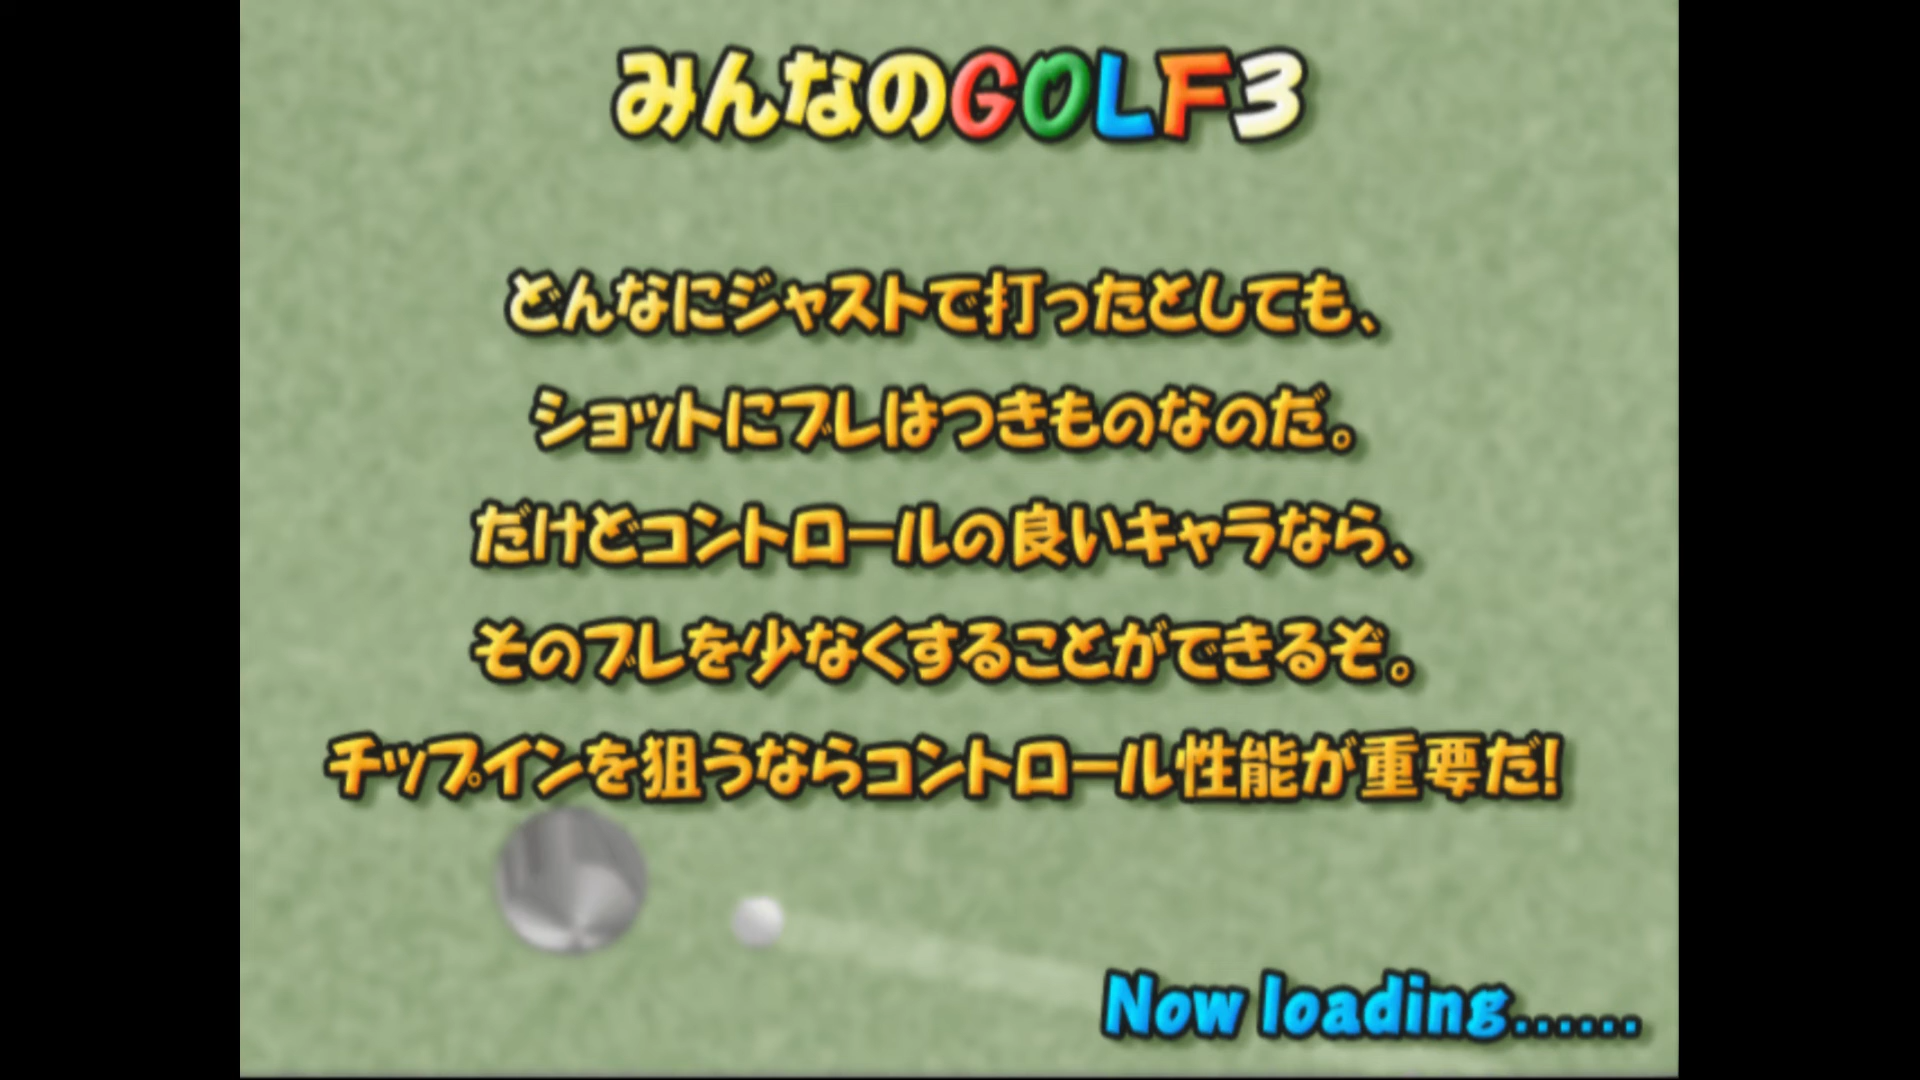 みんなのGOLF3
どんなにジャストで打ったとしても、
ショットにブレはつきものなのだ。
だけどコントロールの良いキャラなら、
そのブレを少なくすることができるぞ。
チップインを狙うならコントロール性能が重要だ!
Now loading......